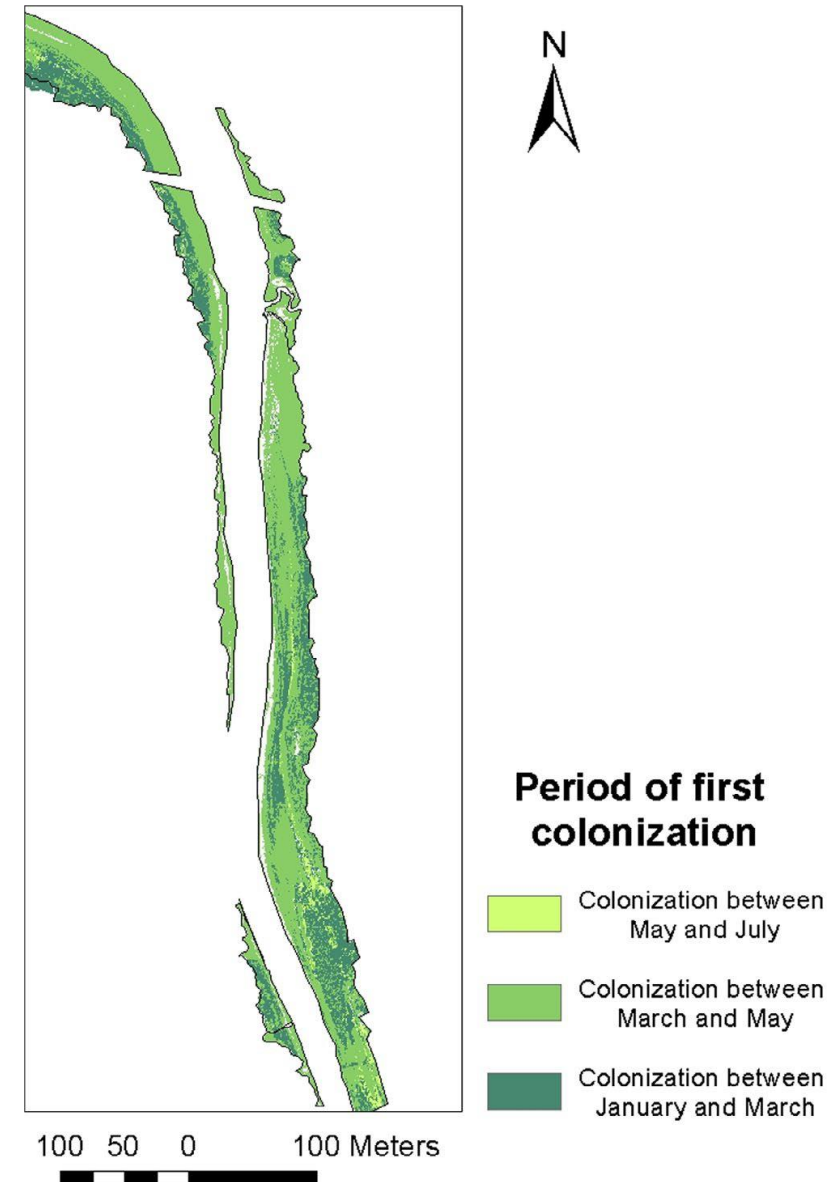 N
Period of first
colonization
Colonization between
May and July
Colonization between
March and May
Colonization between
January and March
100 50 0 100 Meters